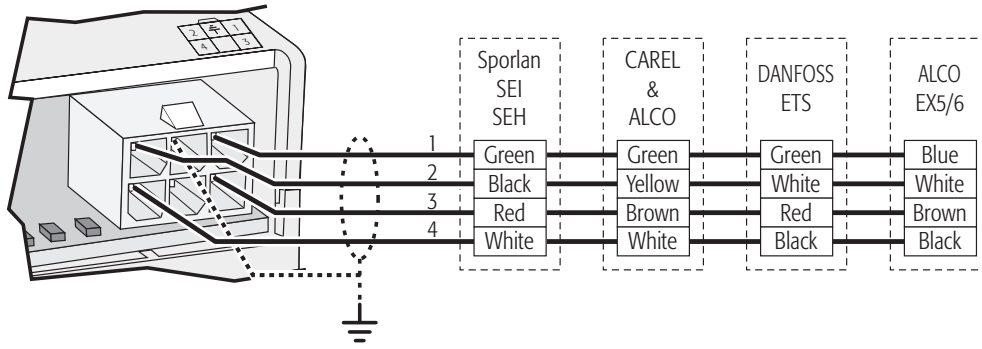 2 1
4 3
Sporlan
SEI
SEH
CAREL
&
ALCO
DANFOSS
ETS
ALCO
EX5/6
1 Green Green Green Blue
2 Black Yellow White White
3 Red Brown Red Brown
4 White White Black Black